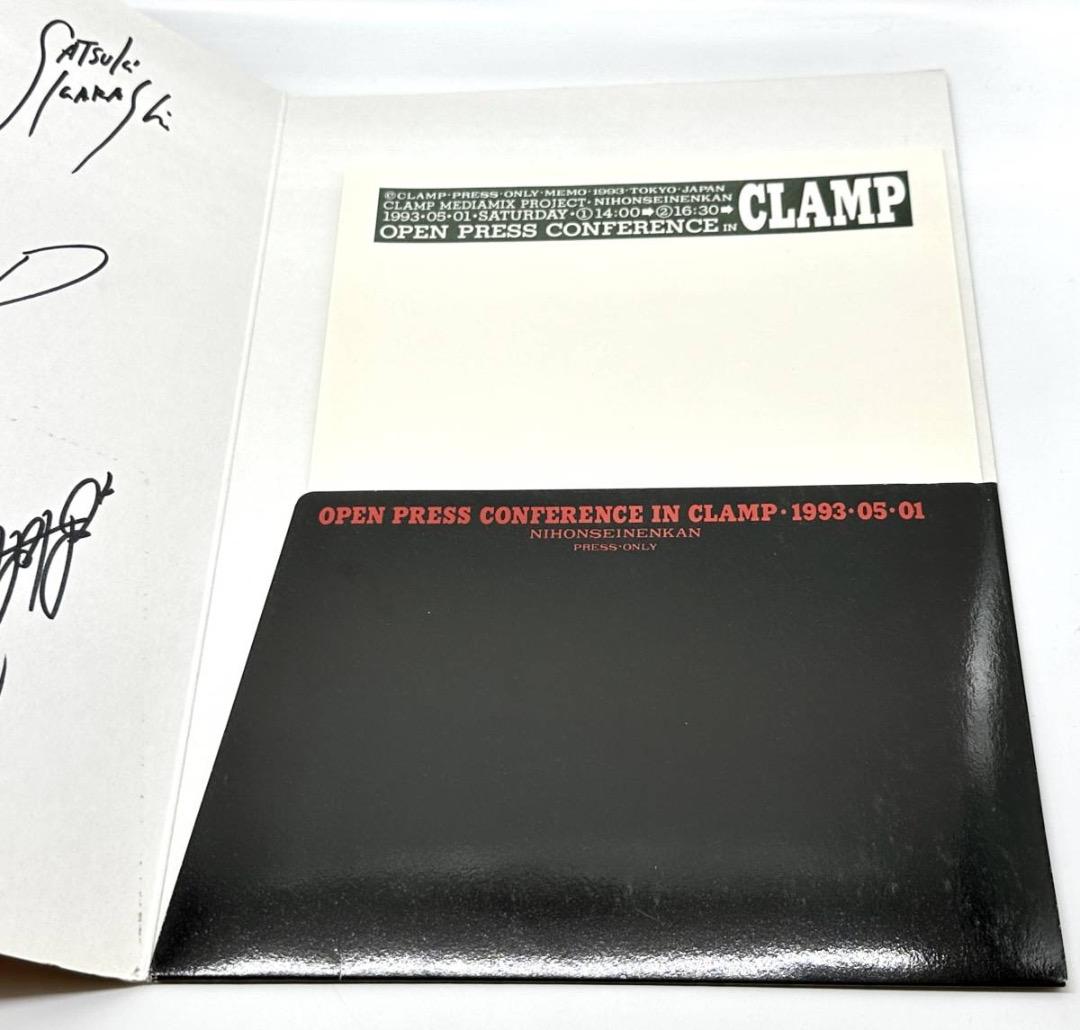 SATSUKi
IGARAShi
©CLAMP·PRESS·ONLY·MEMO·1993·TOKYO·JAPAN
CLAMP MEDIAMIX PROJECT·NIHONSEINENKAN
1993·05·01·SATURDAY·①14:00➡②16:30➡
OPEN PRESS CONFERENCE IN CLAMP
OPEN PRESS CONFERENCE IN CLAMP·1993·05·01
NIHONSEINENKAN
PRESS·ONLY